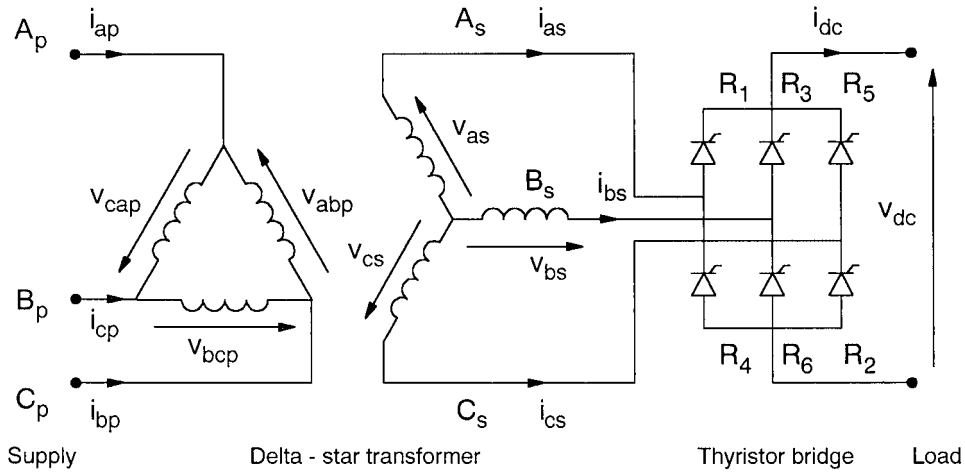 A_p
i_ap
A_s
i_as
i_dc
R_1 R_3 R_5
v_as
B_s
i_bs
v_cap
v_abp
v_cs
v_bs
v_dc
B_p
i_cp
v_bcp
R_4 R_6 R_2
C_p
i_bp
C_s
i_cs
Supply
Delta - star transformer
Thyristor bridge
Load